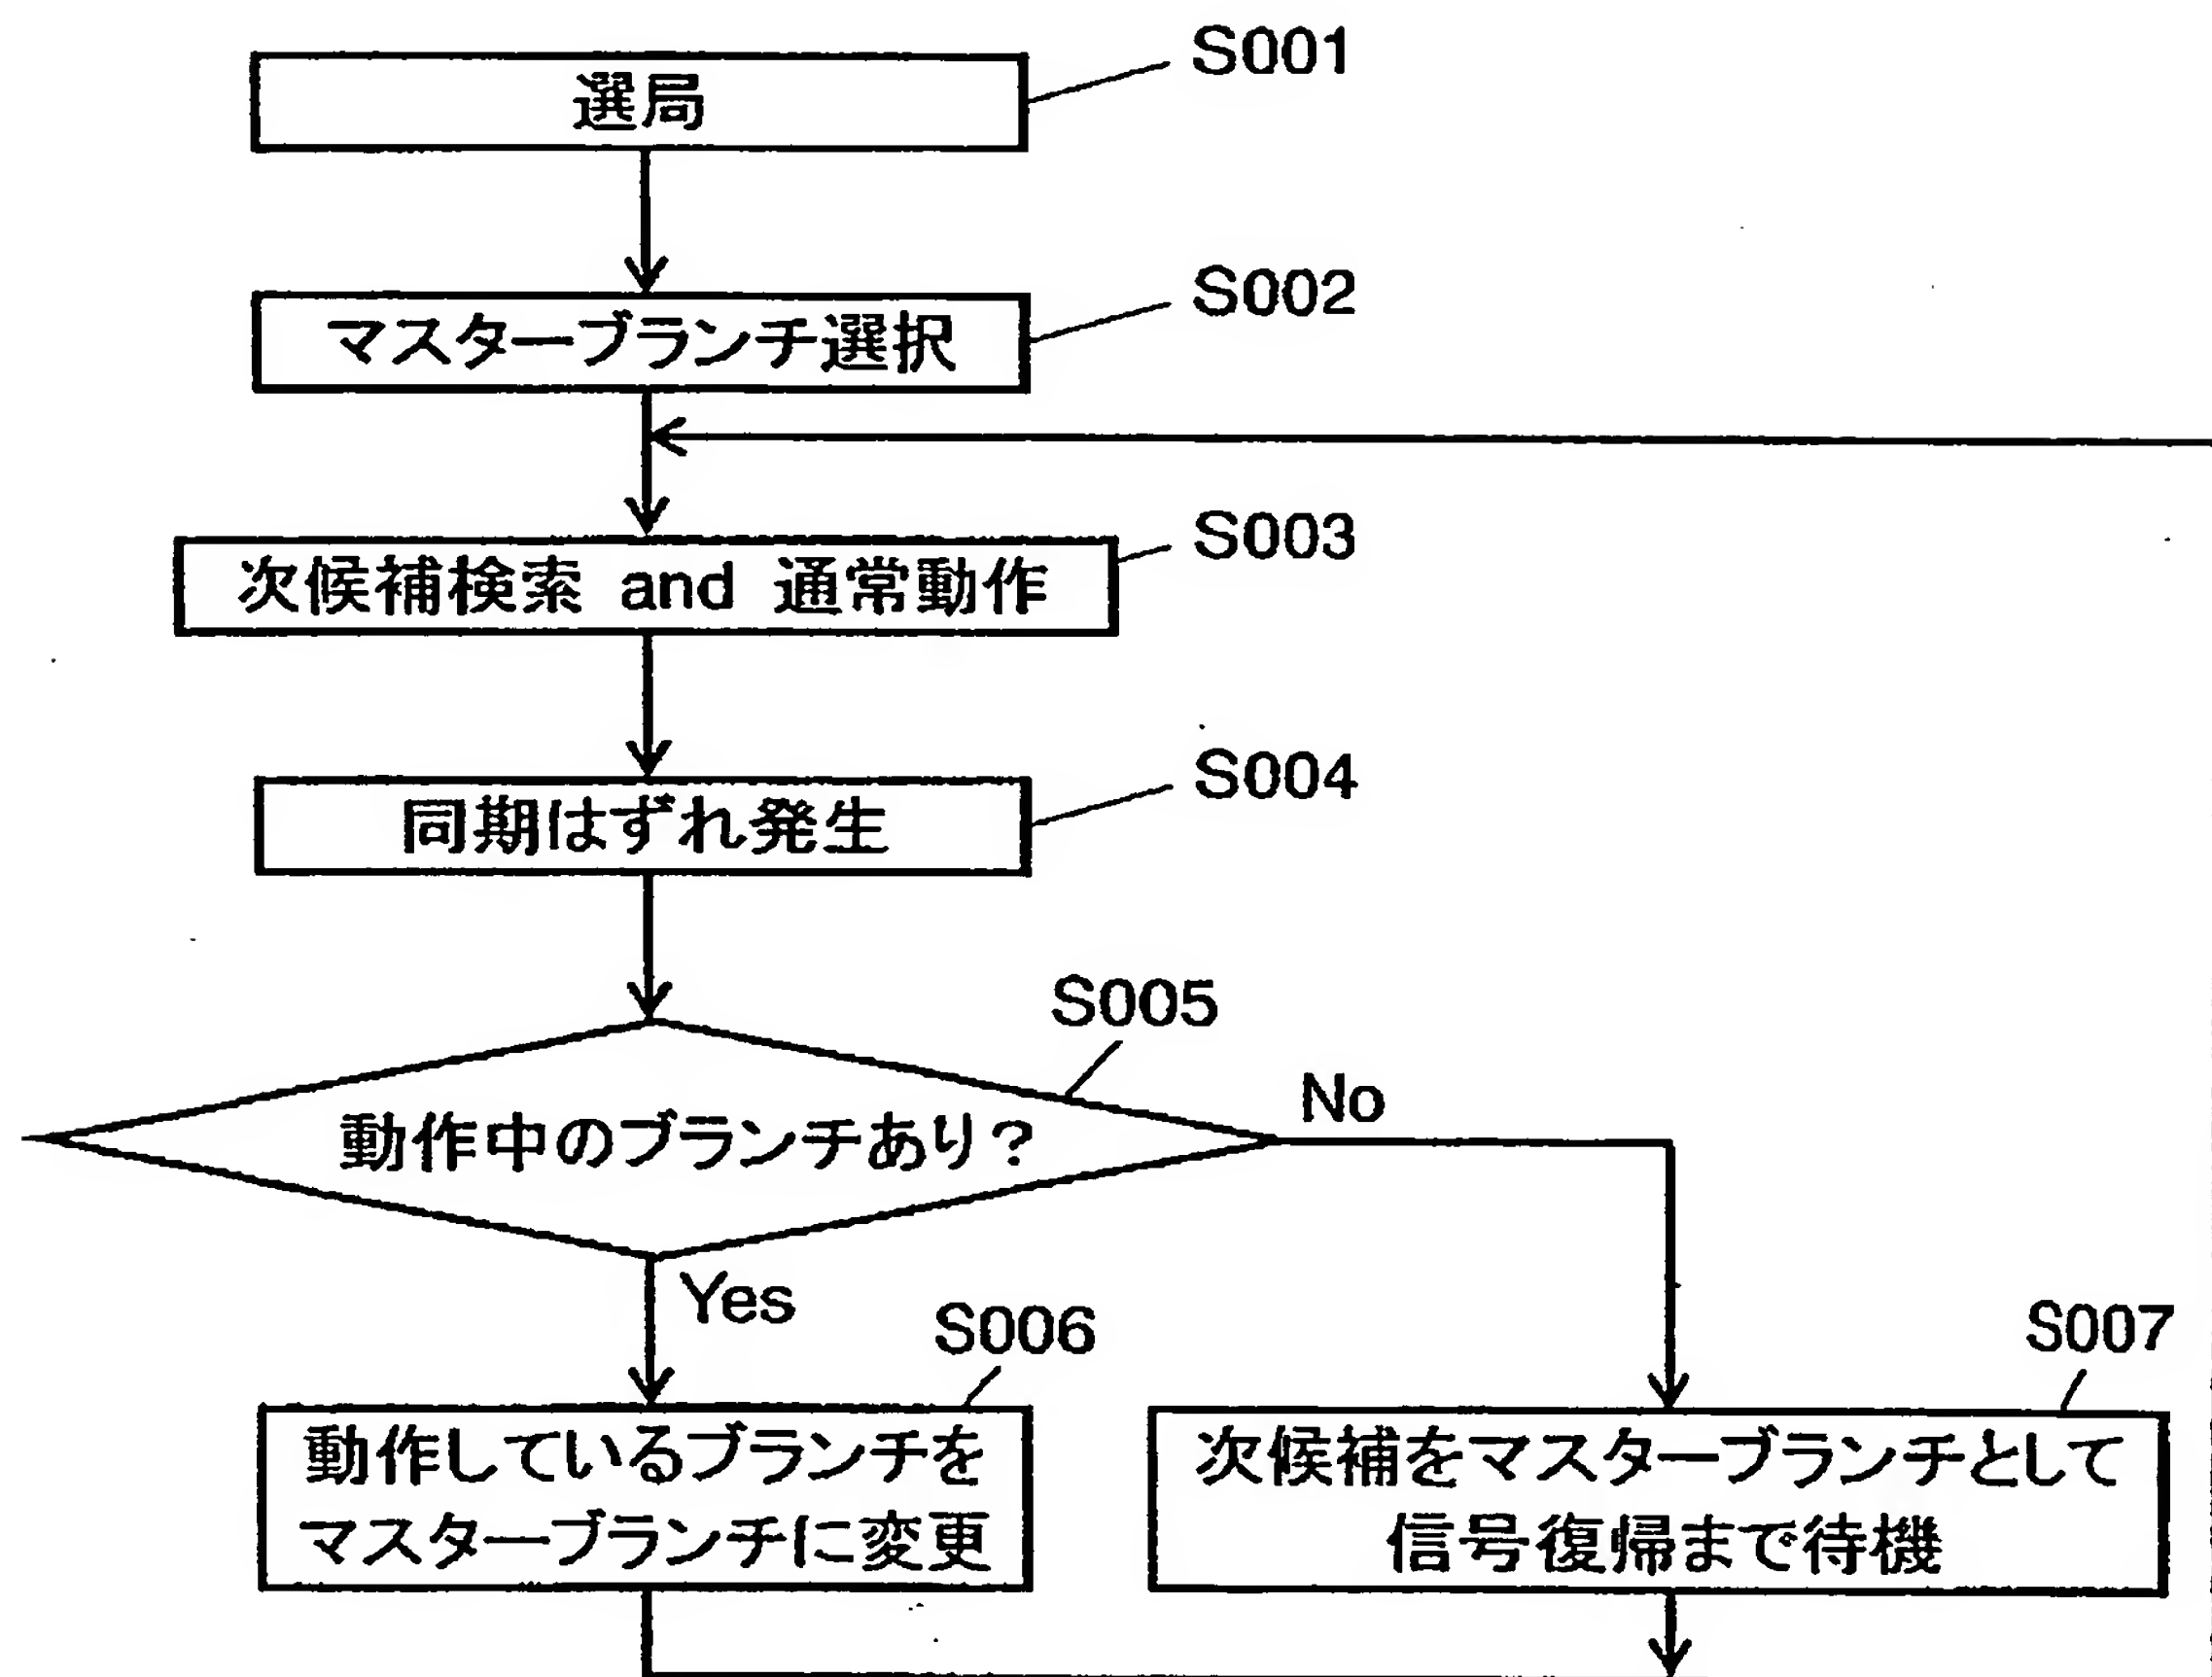 選局
S001
マスターブランチ選択
S002
次候補検索 and 通常動作
S003
同期はずれ発生
S004
S005
動作中のブランチあり?
No
Yes
S006
動作しているブランチを
マスターブランチに変更
S007
次候補をマスターブランチとして
信号復帰まで待機